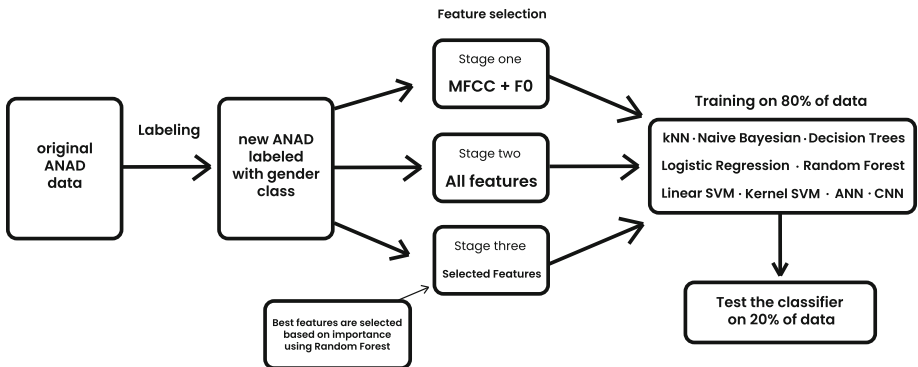 Feature selection
original
ANAD
data
Labeling
new ANAD
labeled
with gender
class
Stage one
MFCC + F0
Stage two
All features
Stage three
Selected Features
Best features are selected
based on importance
using Random Forest
Training on 80% of data
kNN · Naive Bayesian · Decision Trees
Logistic Regression · Random Forest
Linear SVM · Kernel SVM · ANN · CNN
Test the classifier
on 20% of data